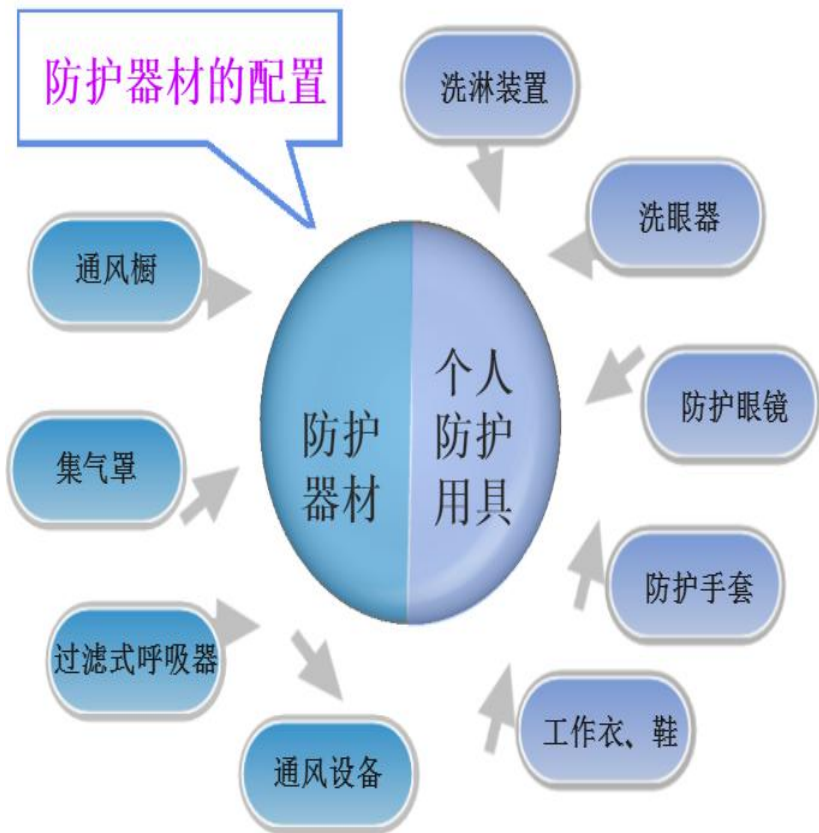 防护器材的配置
洗淋装置
洗眼器
通风橱
防护眼镜
集气罩
防护
器材
个人
防护
用具
防护手套
过滤式呼吸器
工作衣、鞋
通风设备